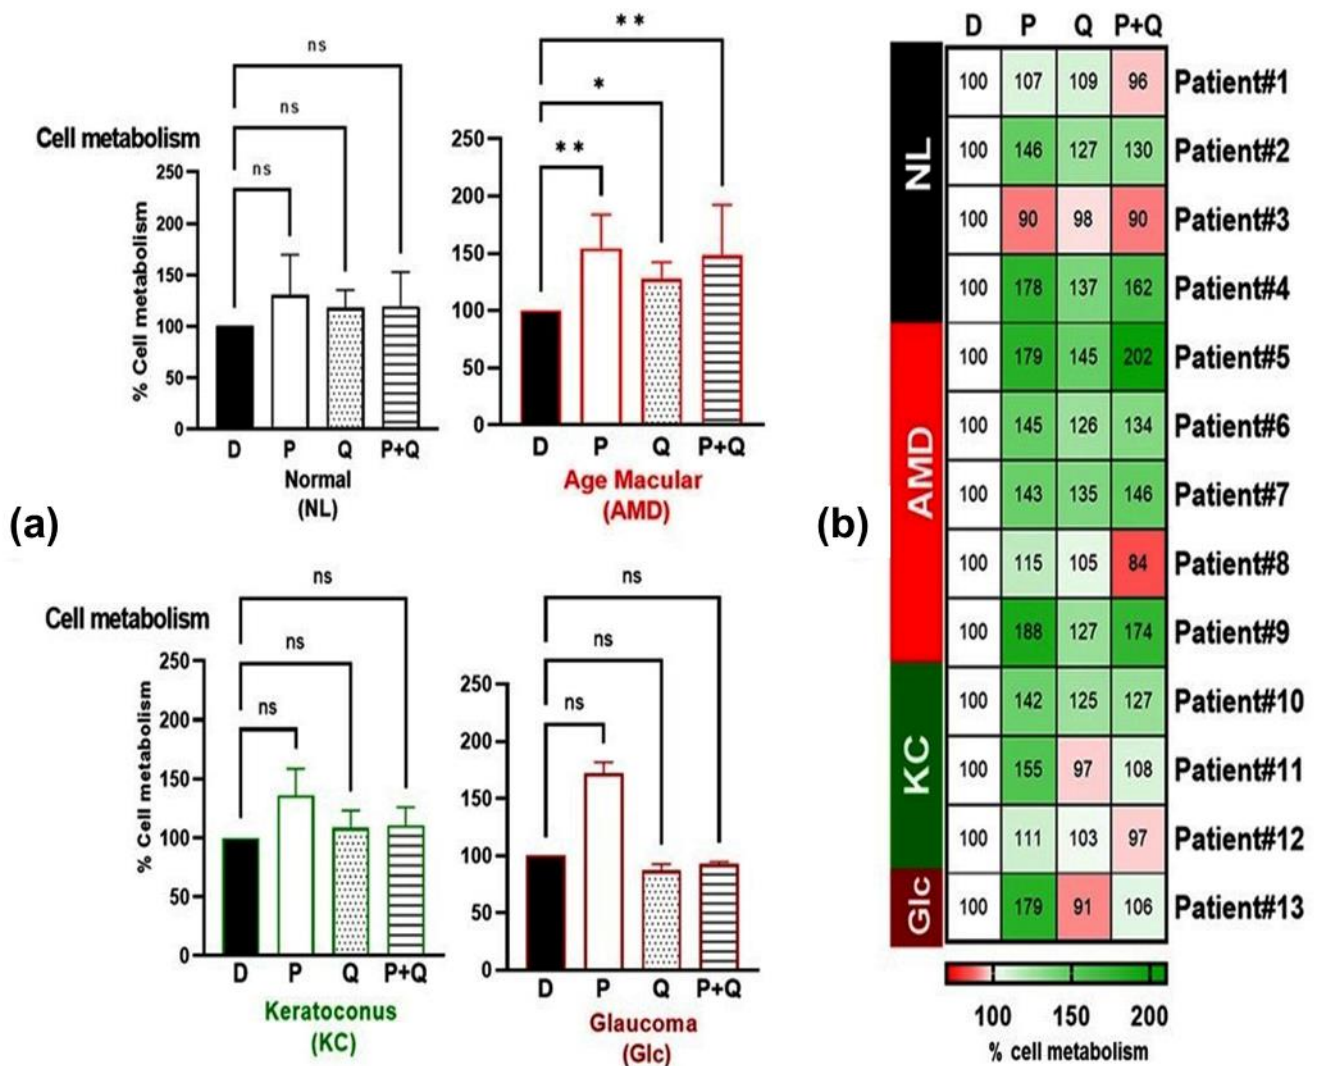 ns
ns
Cell metabolism
ns
250
200
150
100
50
0
% Cell metabolism
D P Q P+Q
Normal
(NL)
**
*
**
250
200
150
100
50
0
D P Q P+Q
Age Macular
(AMD)
(a)
ns
Cell metabolism
ns
ns
250
200
150
100
50
0
% Cell metabolism
D P Q P+Q
Keratoconus
(KC)
ns
ns
ns
250
200
150
100
50
0
D P Q P+Q
Glaucoma
(Glc)
(b)
D P Q P+Q
NL
AMD
KC
Glc
100 107 109 96 Patient#1
100 146 127 130 Patient#2
100 90 98 90 Patient#3
100 178 137 162 Patient#4
100 179 145 202 Patient#5
100 145 126 134 Patient#6
100 143 135 146 Patient#7
100 115 105 84 Patient#8
100 188 127 174 Patient#9
100 142 125 127 Patient#10
100 155 97 108 Patient#11
100 111 103 97 Patient#12
100 179 91 106 Patient#13
100 150 200
% cell metabolism